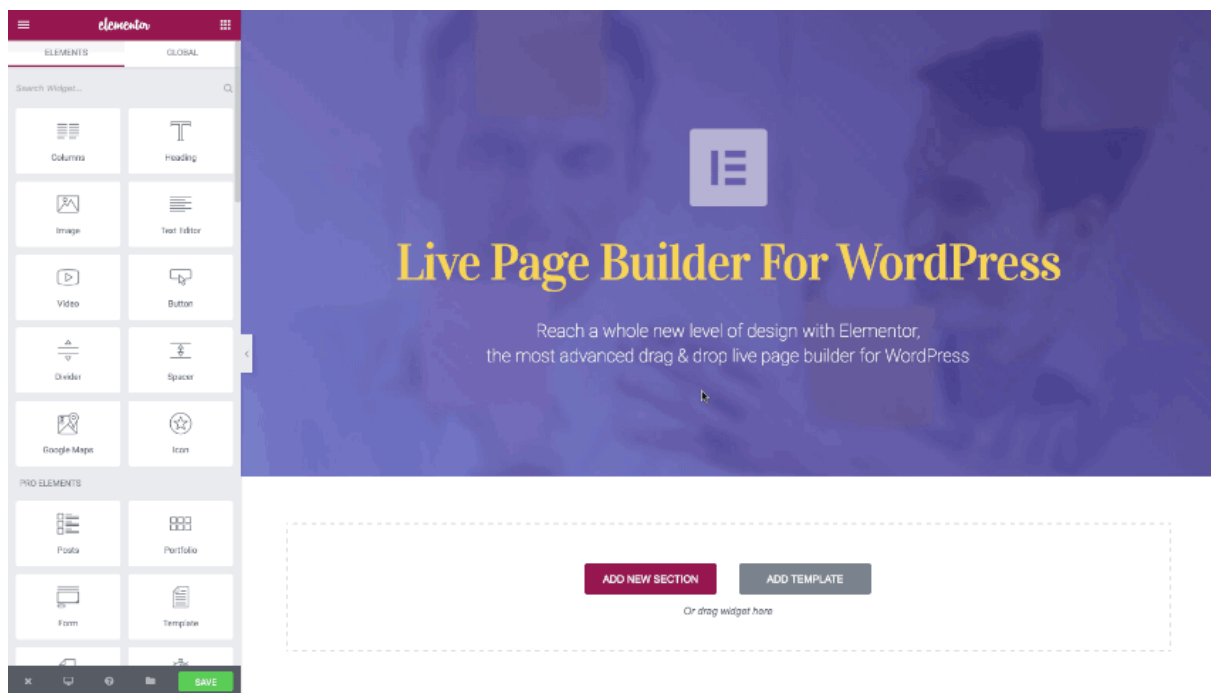 elementor
ELEMENTS GLOBAL
Search Widget...
Columns Heading
Image Text Editor
Video Button
Divider Spacer
Google Maps Icon
PRO ELEMENTS
Posts Portfolio
Form Template
SAVE
Live Page Builder For WordPress
Reach a whole new level of design with Elementor,
the most advanced drag & drop live page builder for WordPress
ADD NEW SECTION ADD TEMPLATE
Or drag widget here